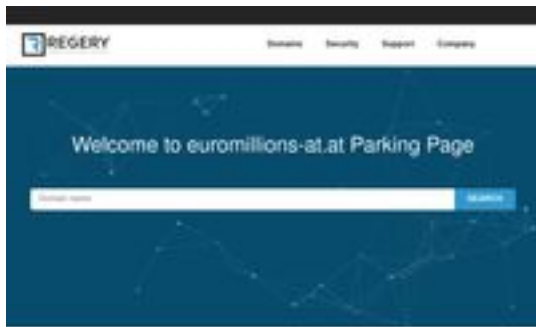 REGERY
Domains Security Support Company
Welcome to euromillions-at.at Parking Page
Domain name
SEARCH